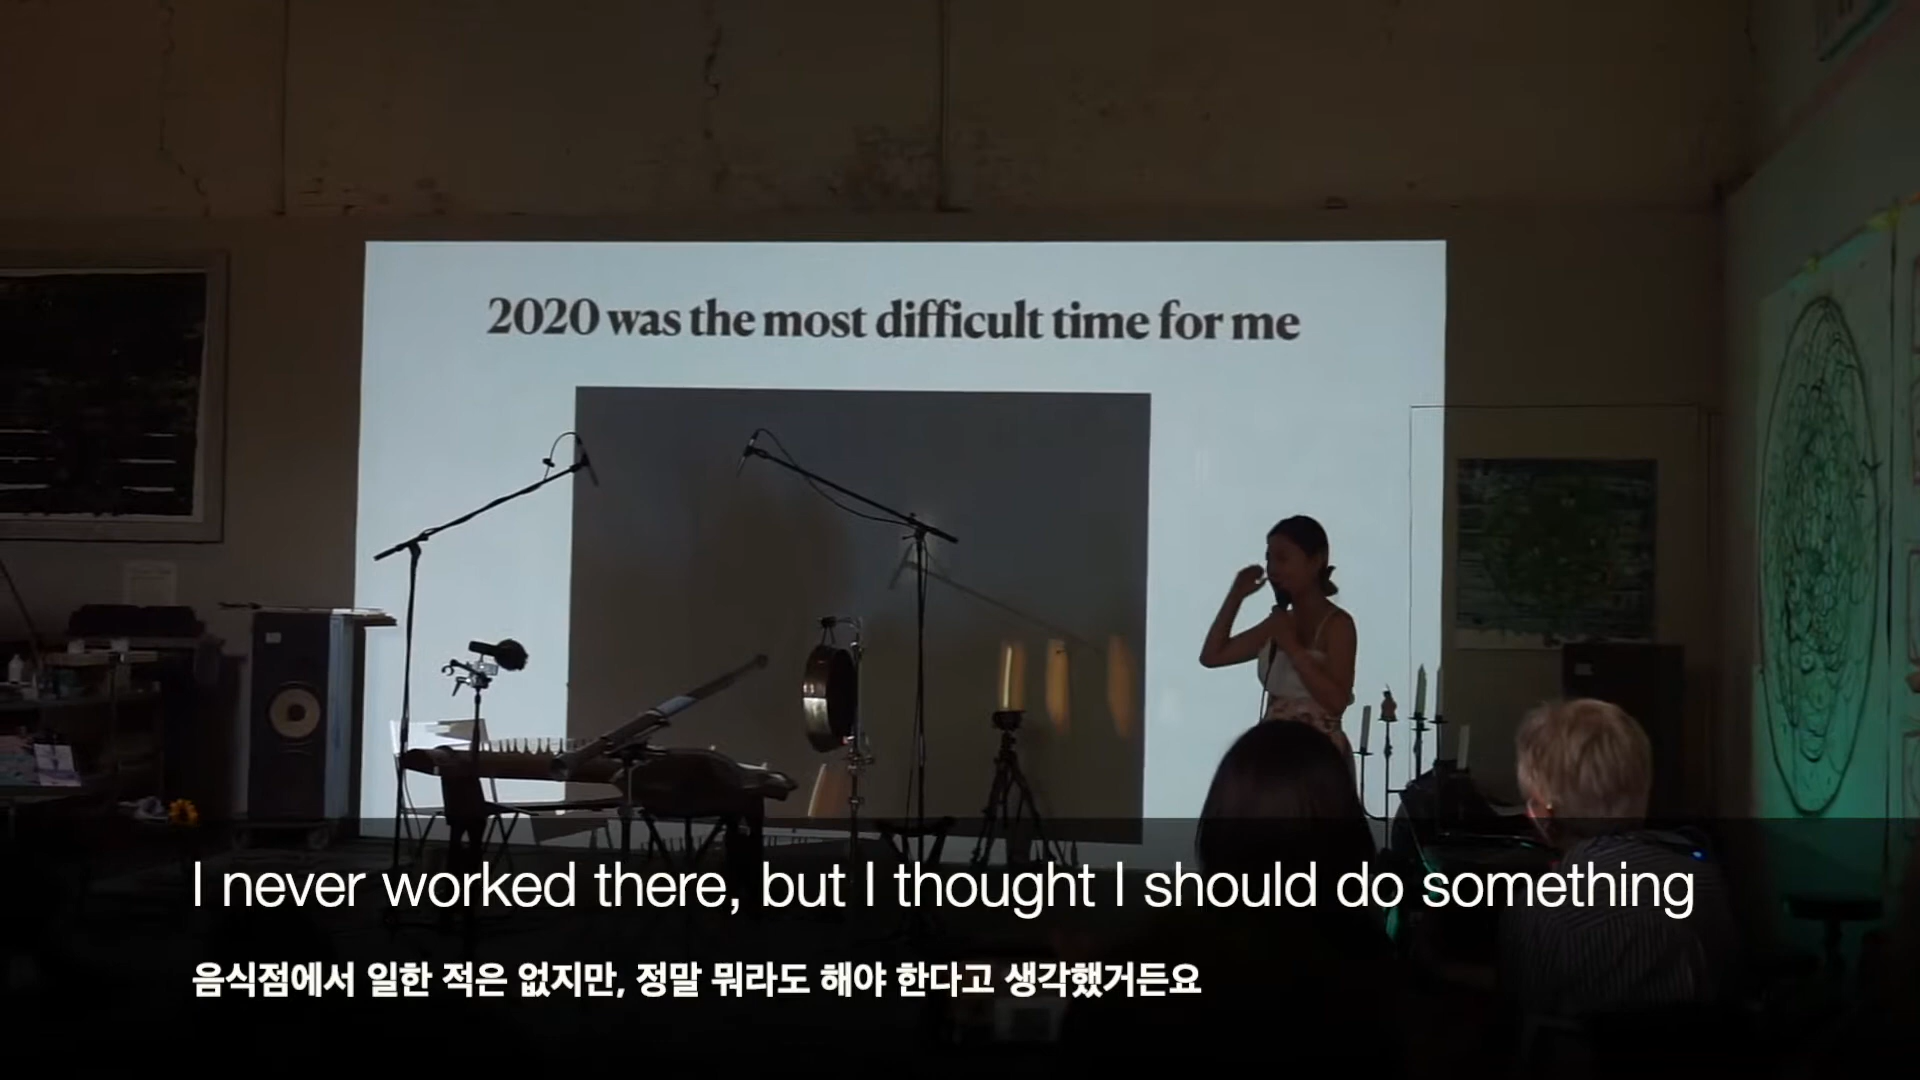 2020 was the most difficult time for me
I never worked there, but I thought I should do something
음식점에서 일한 적은 없지만, 정말 뭐라도 해야 한다고 생각했거든요